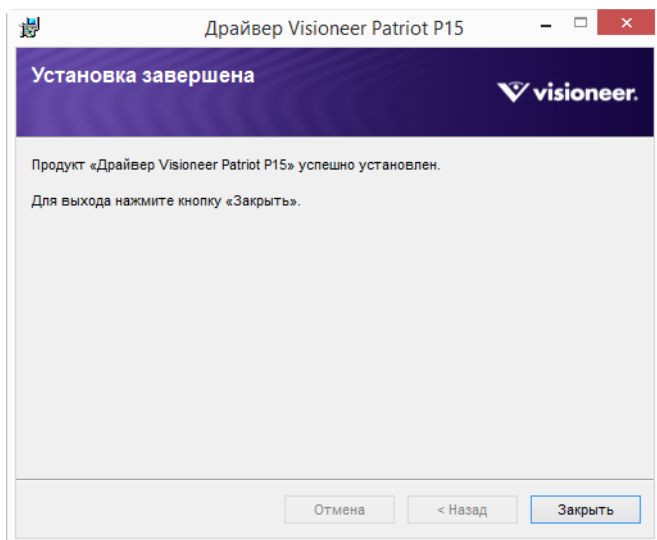 Драйвер Visioneer Patriot P15
Установка завершена
visioneer.
Продукт «Драйвер Visioneer Patriot P15» успешно установлен.
Для выхода нажмите кнопку «Закрыть».
Отмена
< Назад
Закрыть